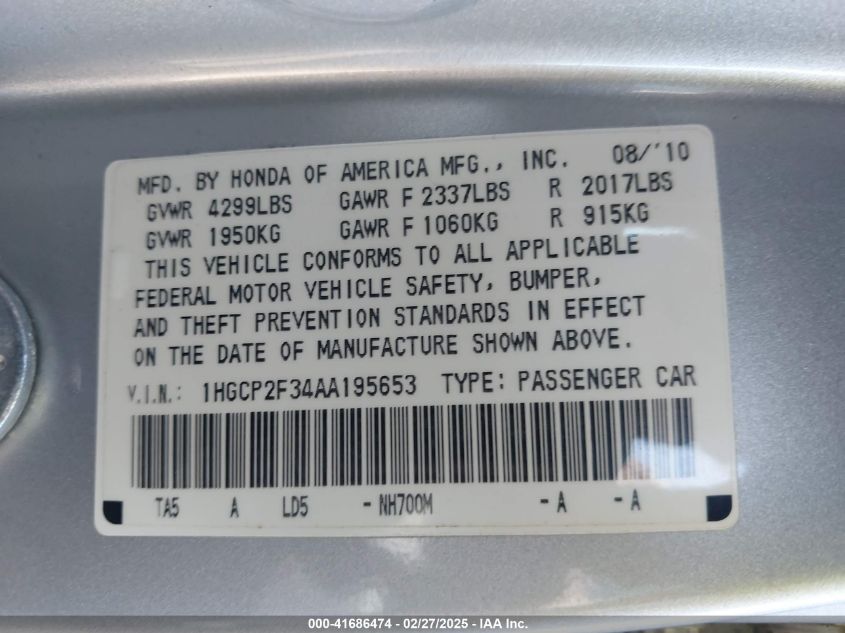 MFD. BY HONDA OF AMERICA MFG., INC. 08/'10
GVWR 4299LBS GAWR F 2337LBS R 2017LBS
GVWR 1950KG GAWR F 1060KG R 915KG
THIS VEHICLE CONFORMS TO ALL APPLICABLE
FEDERAL MOTOR VEHICLE SAFETY, BUMPER,
AND THEFT PREVENTION STANDARDS IN EFFECT
ON THE DATE OF MANUFACTURE SHOWN ABOVE.
V.I.N.: 1HGCP2F34AA195653 TYPE: PASSENGER CAR
TA5 A LD5 - NH700M - A - A
000-41686474 - 02/27/2025 - IAA Inc.